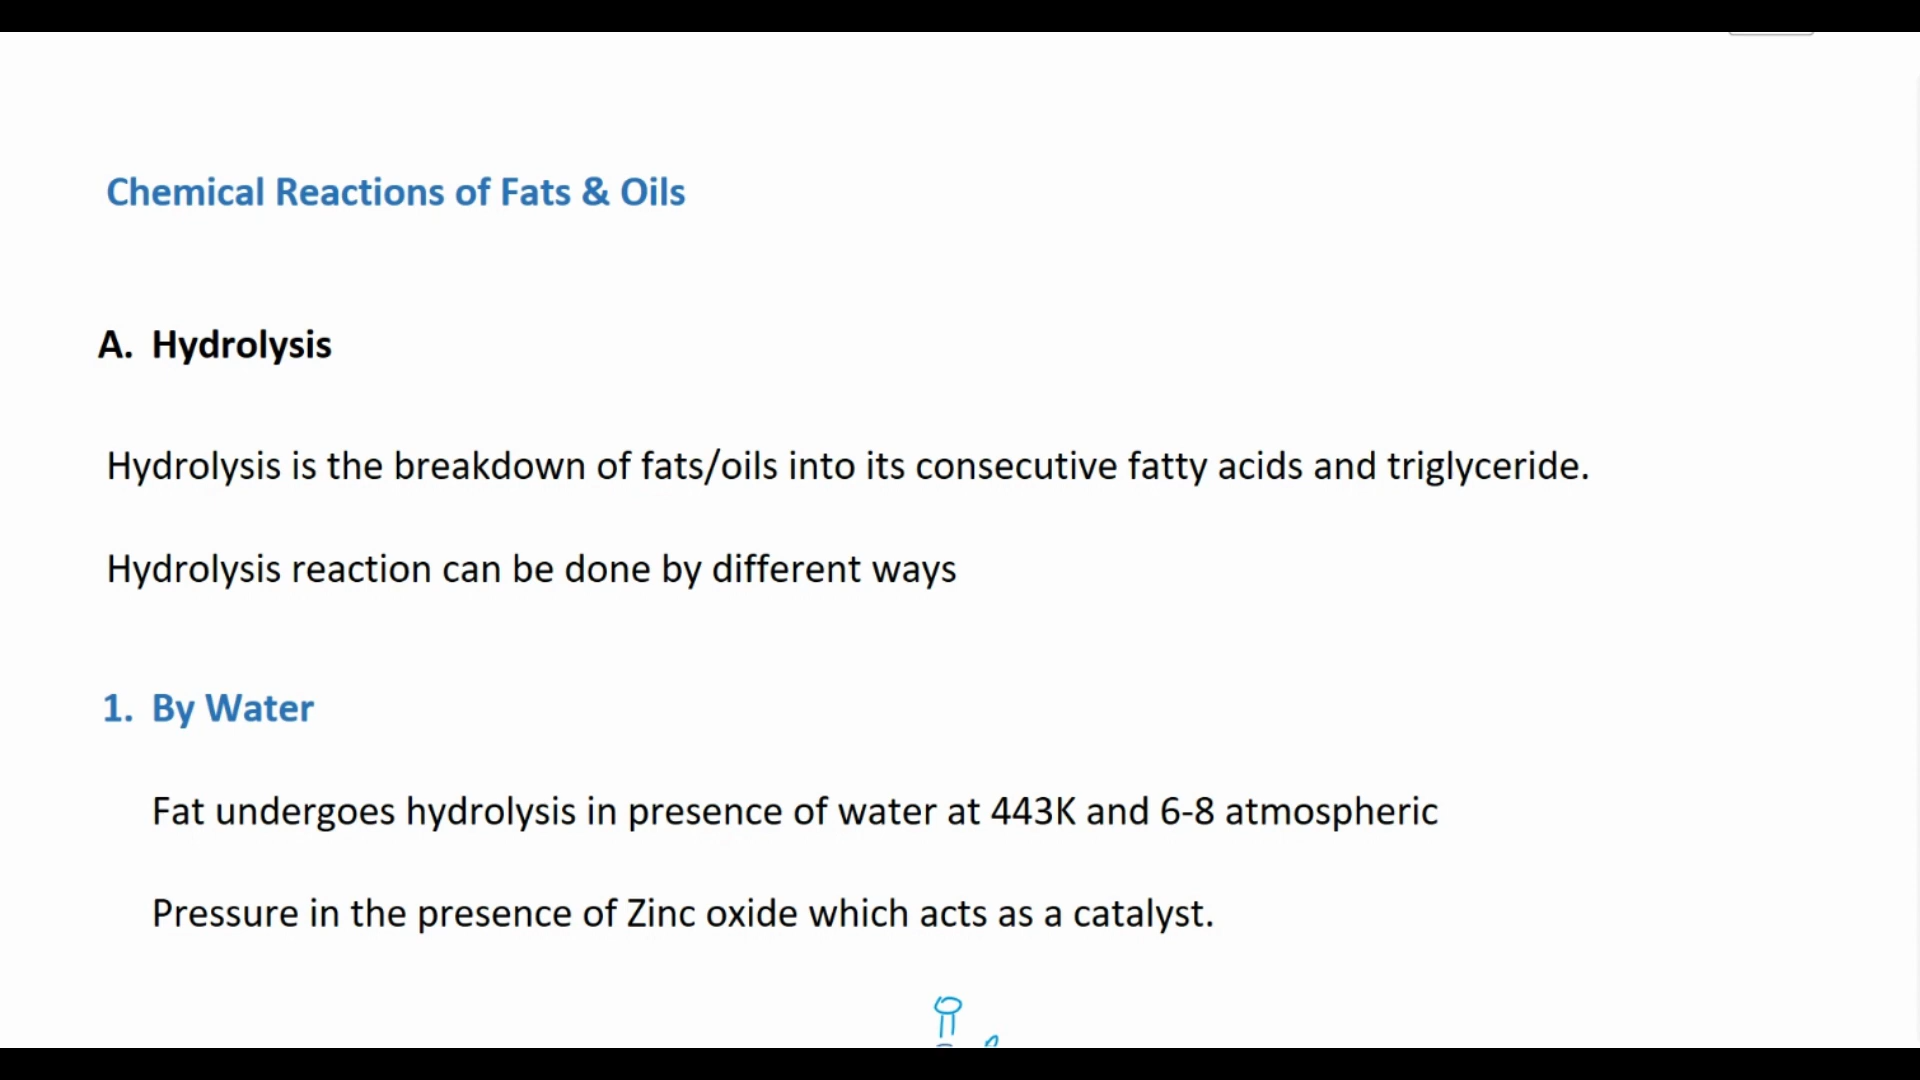 Chemical Reactions of Fats & Oils
A. Hydrolysis
Hydrolysis is the breakdown of fats/oils into its consecutive fatty acids and triglyceride.
Hydrolysis reaction can be done by different ways
1. By Water
Fat undergoes hydrolysis in presence of water at 443K and 6-8 atmospheric
Pressure in the presence of Zinc oxide which acts as a catalyst.